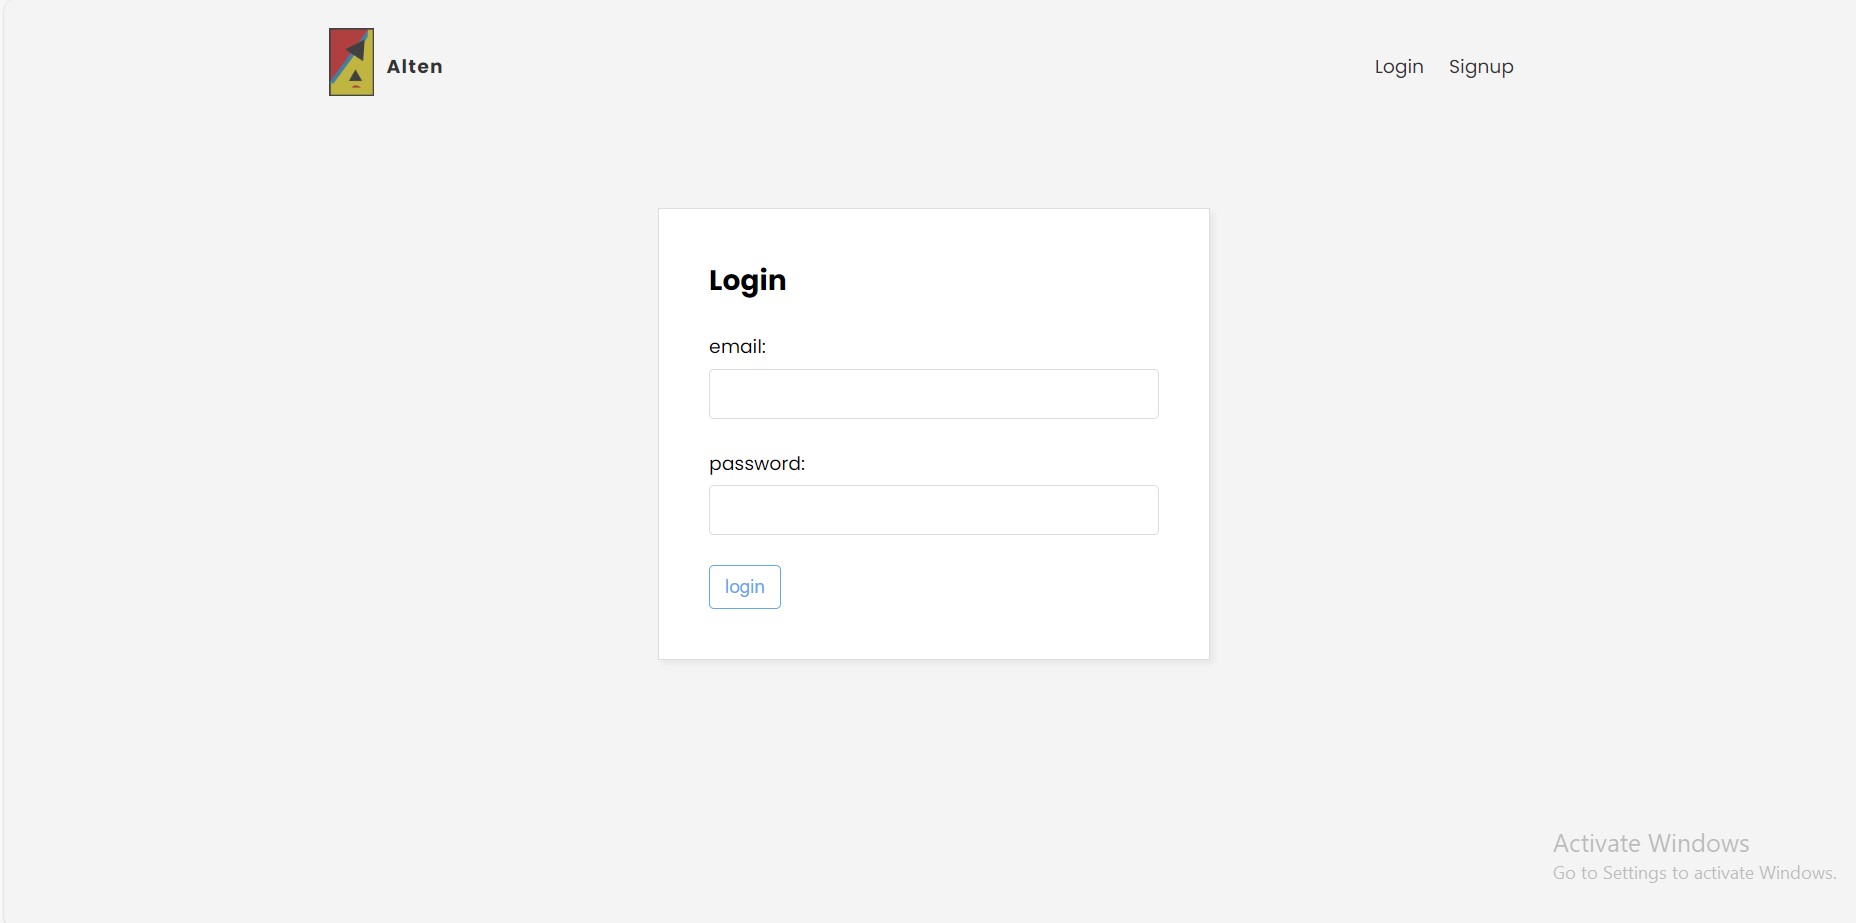 Alten
Login Signup
Login
email:
password:
login
Activate Windows
Go to Settings to activate Windows.